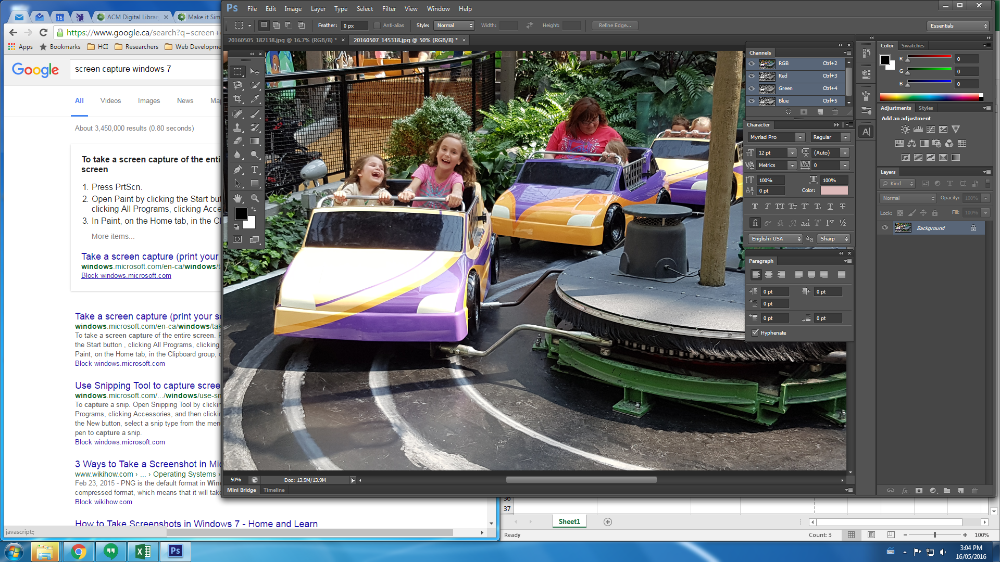 16
ACM Digital Librar
Make it Sim
https://www.google.ca/search?q=screen
Apps
Bookmarks
HCI
Researchers
Web Developme
Google
screen capture windows 7
All
Videos
Images
News
Ma
About 3,450,000 results (0.80 seconds)
To take a screen capture of the entire
screen
1. Press PrtScn.
2. Open Paint by clicking the Start but
clicking All Programs, clicking Acce
3. In Paint, on the Home tab, in the Cl
More items...
Take a screen capture (print your
windows.microsoft.com/en-ca/windows/t
Block windows.microsoft.com
Take a screen capture (print your sc
windows.microsoft.com/en-ca/windows/tak
To take a screen capture of the entire screen. P
the Start button , clicking All Programs, clicking
Paint, on the Home tab, in the Clipboard group, c
Block windows.microsoft.com
Use Snipping Tool to capture scree
windows.microsoft.com/.../windows/use-sn
To capture a snip. Open Snipping Tool by clickin
Programs, clicking Accessories, and then clickin
the New button, select a snip type from the men
pen to capture a snip.
Block windows.microsoft.com
3 Ways to Take a Screenshot in Mic
www.wikihow.com › ... › Operating Systems ›
Feb 23, 2015 - PNG is the default format in Wind
compressed format, which means that it will take
Block wikihow.com
How to Take Screenshots in Windows 7 - Home and Learn
javascript:;
Ps
File
Edit
Image
Layer
Type
Select
Filter
View
Window
Help
Feather:
0 px
Anti-alias
Style:
Normal
Width:
Height:
Refine Edge...
Essentials
20160505_182138.jpg @ 16.7% (RGB/8) *
20160507_145318.jpg @ 50% (RGB/8) *
Channels
RGB Ctrl+2
Red Ctrl+3
Green Ctrl+4
Blue Ctrl+5
Character
Myriad Pro
Regular
12 pt
(Auto)
Metrics
0
100%
100%
0 pt
Color:
English: USA
Sharp
Paragraph
0 pt
0 pt
0 pt
0 pt
0 pt
Hyphenate
Color
Swatches
R 0
G 0
B 0
Adjustments
Styles
Add an adjustment
Layers
Kind
Normal
Opacity: 100%
Lock:
Fill: 100%
Background
50%
Doc: 13.9M/13.9M
Mini Bridge
Timeline
36
37
Sheet1
Ready
Count: 3
100%
Ps
3:04 PM
16/05/2016